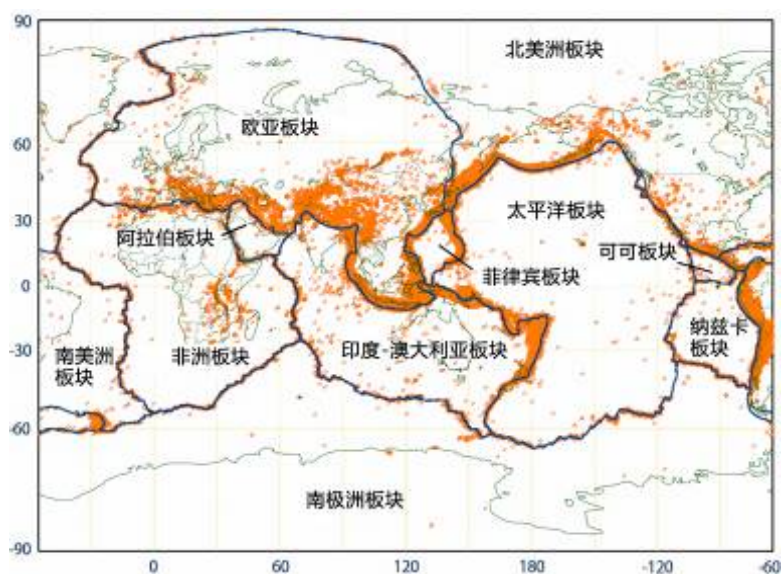 90
北美洲板块
欧亚板块
60
太平洋板块
30
阿拉伯板块
可可板块
菲律宾板块
0
纳兹卡
板块
印度-澳大利亚板块
-30
南美洲
板块
非洲板块
-60
南极洲板块
-90
0
60
120
180
-120
-60